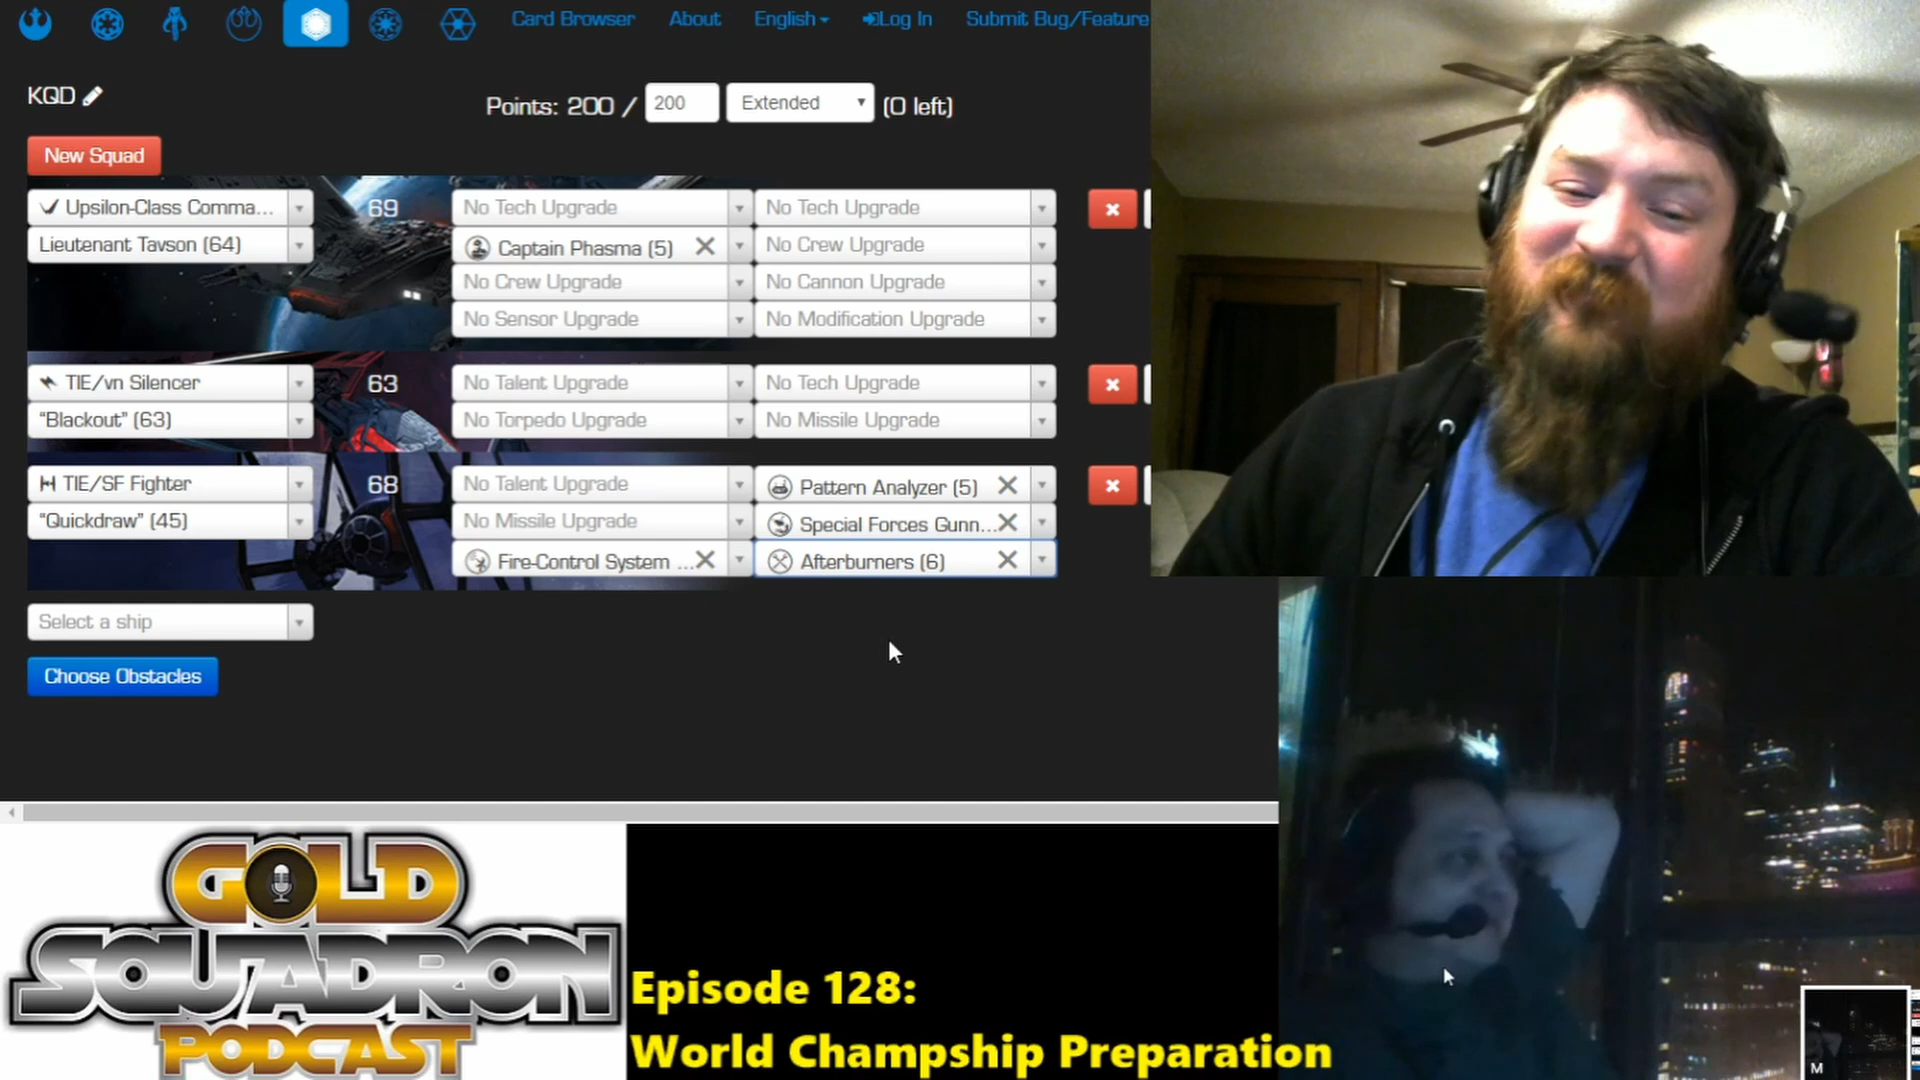 Card Browser About English Log In Submit Bug/Feature
KQD
Points: 200 / 200 Extended (0 left)
New Squad
Upsilon-Class Comma... 69 No Tech Upgrade No Tech Upgrade
Lieutenant Tavson (64) Captain Phasma (5) No Crew Upgrade
No Crew Upgrade No Cannon Upgrade
No Sensor Upgrade No Modification Upgrade
TIE/vn Silencer 63 No Talent Upgrade No Tech Upgrade
“Blackout” (63) No Torpedo Upgrade No Missile Upgrade
TIE/SF Fighter 68 No Talent Upgrade Pattern Analyzer (5)
“Quickdraw” (45) No Missile Upgrade Special Forces Gunn...
Fire-Control System ... Afterburners (6)
Select a ship
Choose Obstacles
GOLD
SQUADRON
PODCAST
Episode 128:
World Champship Preparation
M